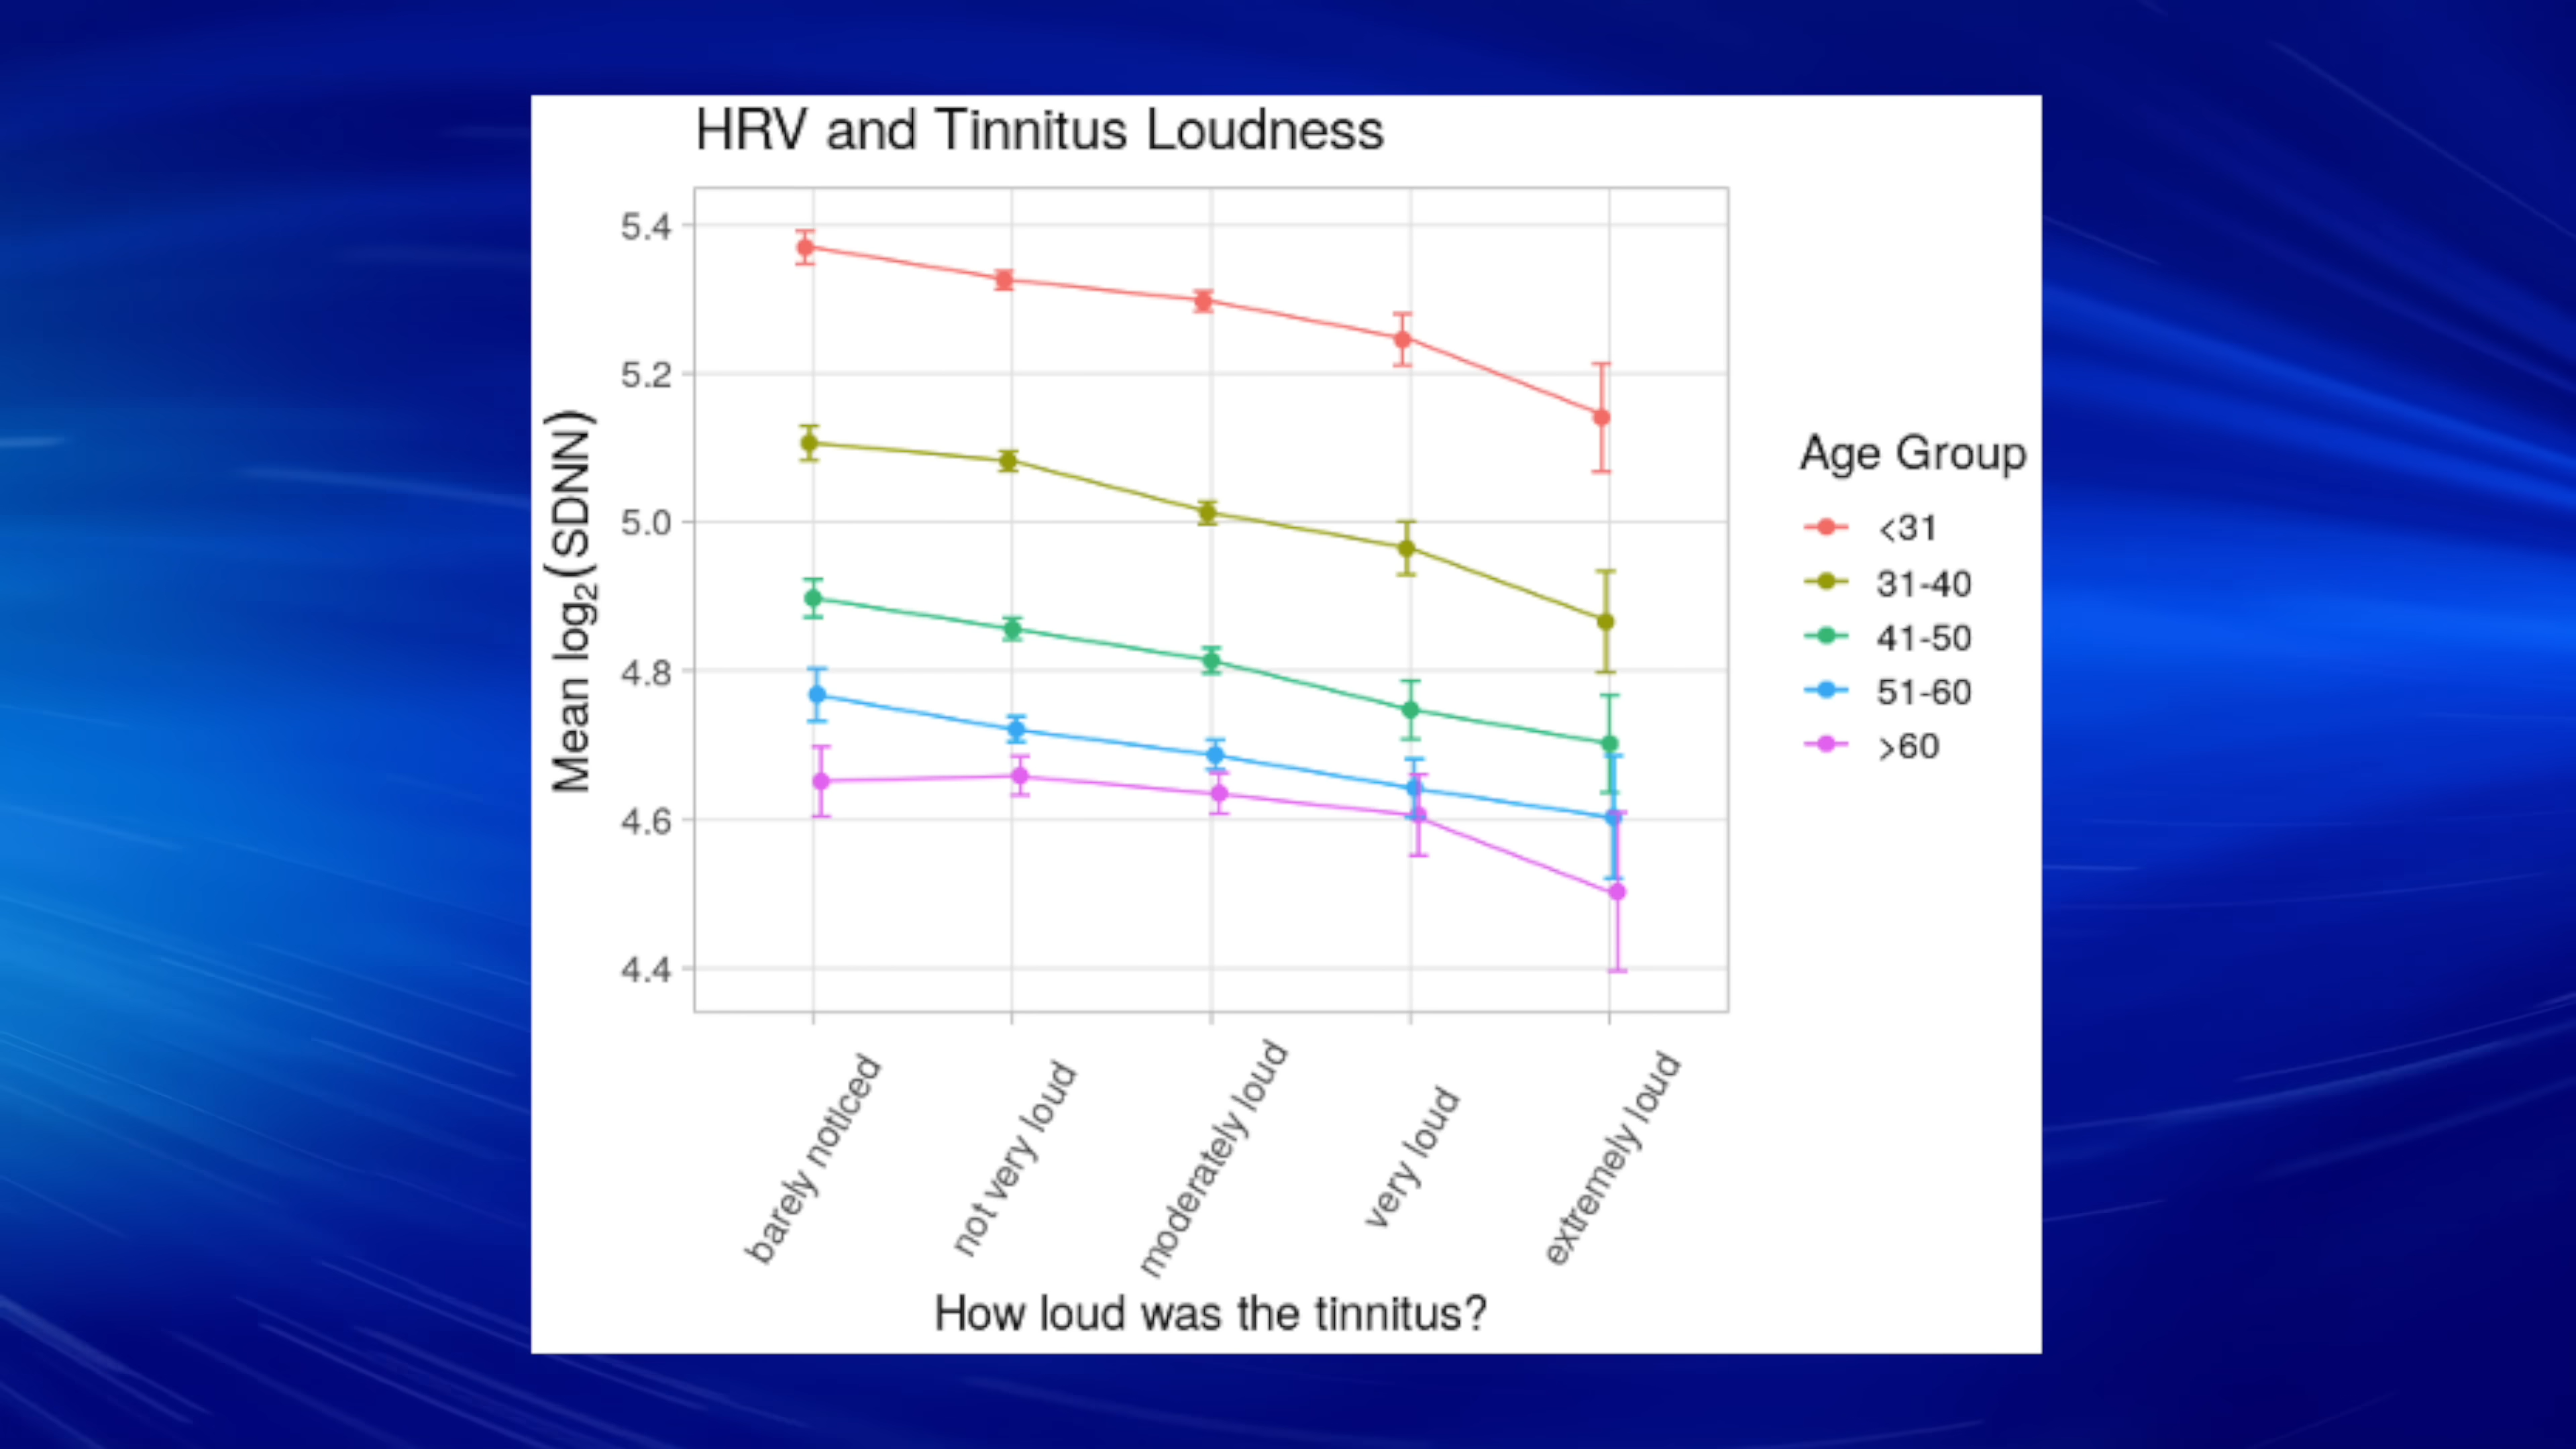 HRV and Tinnitus Loudness
Mean log₂(SDNN)
5.4
5.2
5.0
4.8
4.6
4.4
barely noticed
not very loud
moderately loud
very loud
extremely loud
How loud was the tinnitus?
Age Group
<31
31-40
41-50
51-60
>60